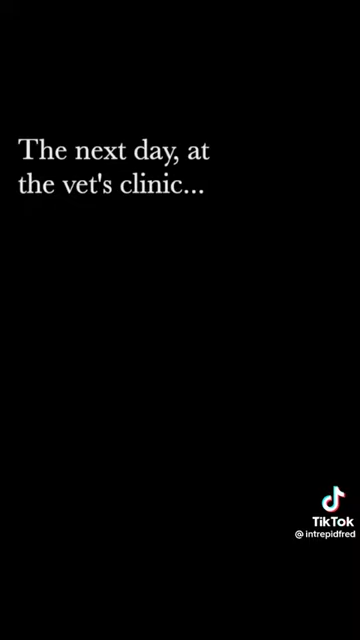 The next day, at
the vet's clinic...
TikTok
@ intrepidfred